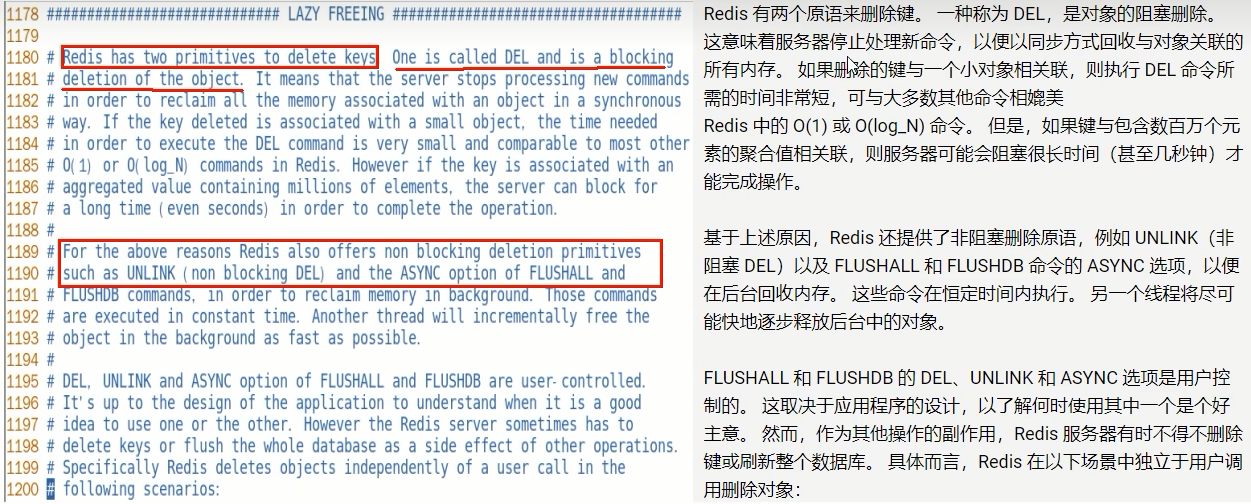 1178 ############################ LAZY FREEING ####################################
1179
1180 # Redis has two primitives to delete keys. One is called DEL and is a blocking
1181 # deletion of the object. It means that the server stops processing new commands
1182 # in order to reclaim all the memory associated with an object in a synchronous
1183 # way. If the key deleted is associated with a small object, the time needed
1184 # in order to execute the DEL command is very small and comparable to most other
1185 # O(1) or O(log_N) commands in Redis. However if the key is associated with an
1186 # aggregated value containing millions of elements, the server can block for
1187 # a long time (even seconds) in order to complete the operation.
1188 #
1189 # For the above reasons Redis also offers non blocking deletion primitives
1190 # such as UNLINK (non blocking DEL) and the ASYNC option of FLUSHALL and
1191 # FLUSHDB commands, in order to reclaim memory in background. Those commands
1192 # are executed in constant time. Another thread will incrementally free the
1193 # object in the background as fast as possible.
1194 #
1195 # DEL, UNLINK and ASYNC option of FLUSHALL and FLUSHDB are user-controlled.
1196 # It's up to the design of the application to understand when it is a good
1197 # idea to use one or the other. However the Redis server sometimes has to
1198 # delete keys or flush the whole database as a side effect of other operations.
1199 # Specifically Redis deletes objects independently of a user call in the
1200 # following scenarios:
Redis 有两个原语来删除键。 一种称为 DEL，是对象的阻塞删除。
这意味着服务器停止处理新命令，以便以同步方式回收与对象关联的
所有内存。 如果删除的键与一个小对象相关联，则执行 DEL 命令所
需的时间非常短，可与大多数其他命令相媲美
Redis 中的 O(1) 或 O(log_N) 命令。 但是，如果键与包含数百万个元
素的聚合值相关联，则服务器可能会阻塞很长时间（甚至几秒钟）才
能完成操作。
基于上述原因，Redis 还提供了非阻塞删除原语，例如 UNLINK（非
阻塞 DEL）以及 FLUSHALL 和 FLUSHDB 命令的 ASYNC 选项，以便
在后台回收内存。 这些命令在恒定时间内执行。 另一个线程将尽可
能快地逐步释放后台中的对象。
FLUSHALL 和 FLUSHDB 的 DEL、UNLINK 和 ASYNC 选项是用户控
制的。 这取决于应用程序的设计，以了解何时使用其中一个是个好
主意。 然而，作为其他操作的副作用，Redis 服务器有时不得不删除
键或刷新整个数据库。 具体而言，Redis 在以下场景中独立于用户调
用删除对象：